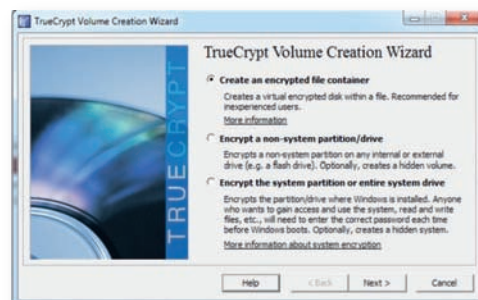 TrueCrypt Volume Creation Wizard
TRUECRYPT
TrueCrypt Volume Creation Wizard
Create an encrypted file container
Creates a virtual encrypted disk within a file. Recommended for
inexperienced users.
More information
Encrypt a non-system partition/drive
Encrypts a non-system partition on any internal or external
drive (e.g. a flash drive). Optionally, creates a hidden volume.
Encrypt the system partition or entire system drive
Encrypts the partition/drive where Windows is installed. Anyone
who wants to gain access and use the system, read and write
files, etc., will need to enter the correct password each time
before Windows boots. Optionally, creates a hidden system.
More information about system encryption
Help < Back Next > Cancel